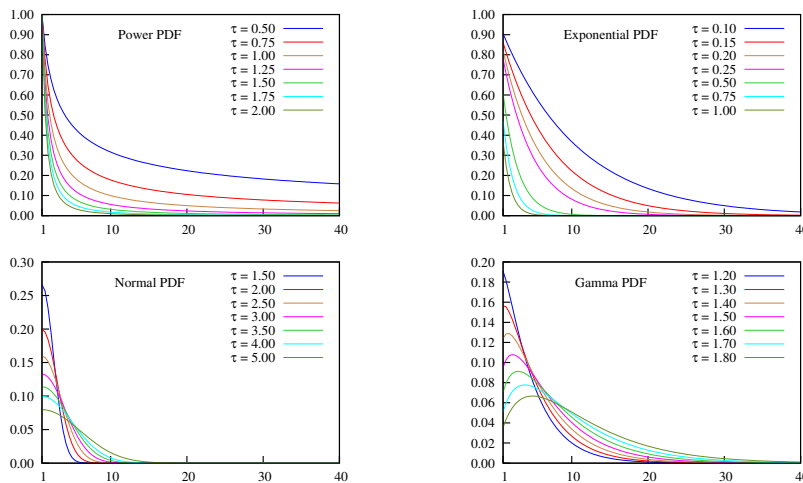 Power PDF
1.00
0.90
0.80
0.70
0.60
0.50
0.40
0.30
0.20
0.10
0.00
1 10 20 30 40
τ = 0.50
τ = 0.75
τ = 1.00
τ = 1.25
τ = 1.50
τ = 1.75
τ = 2.00
Exponential PDF
1.00
0.90
0.80
0.70
0.60
0.50
0.40
0.30
0.20
0.10
0.00
1 10 20 30 40
τ = 0.10
τ = 0.15
τ = 0.20
τ = 0.25
τ = 0.50
τ = 0.75
τ = 1.00
Normal PDF
0.30
0.25
0.20
0.15
0.10
0.05
0.00
1 10 20 30 40
τ = 1.50
τ = 2.00
τ = 2.50
τ = 3.00
τ = 3.50
τ = 4.00
τ = 5.00
Gamma PDF
0.20
0.18
0.16
0.14
0.12
0.10
0.08
0.06
0.04
0.02
0.00
1 10 20 30 40
τ = 1.20
τ = 1.30
τ = 1.40
τ = 1.50
τ = 1.60
τ = 1.70
τ = 1.80